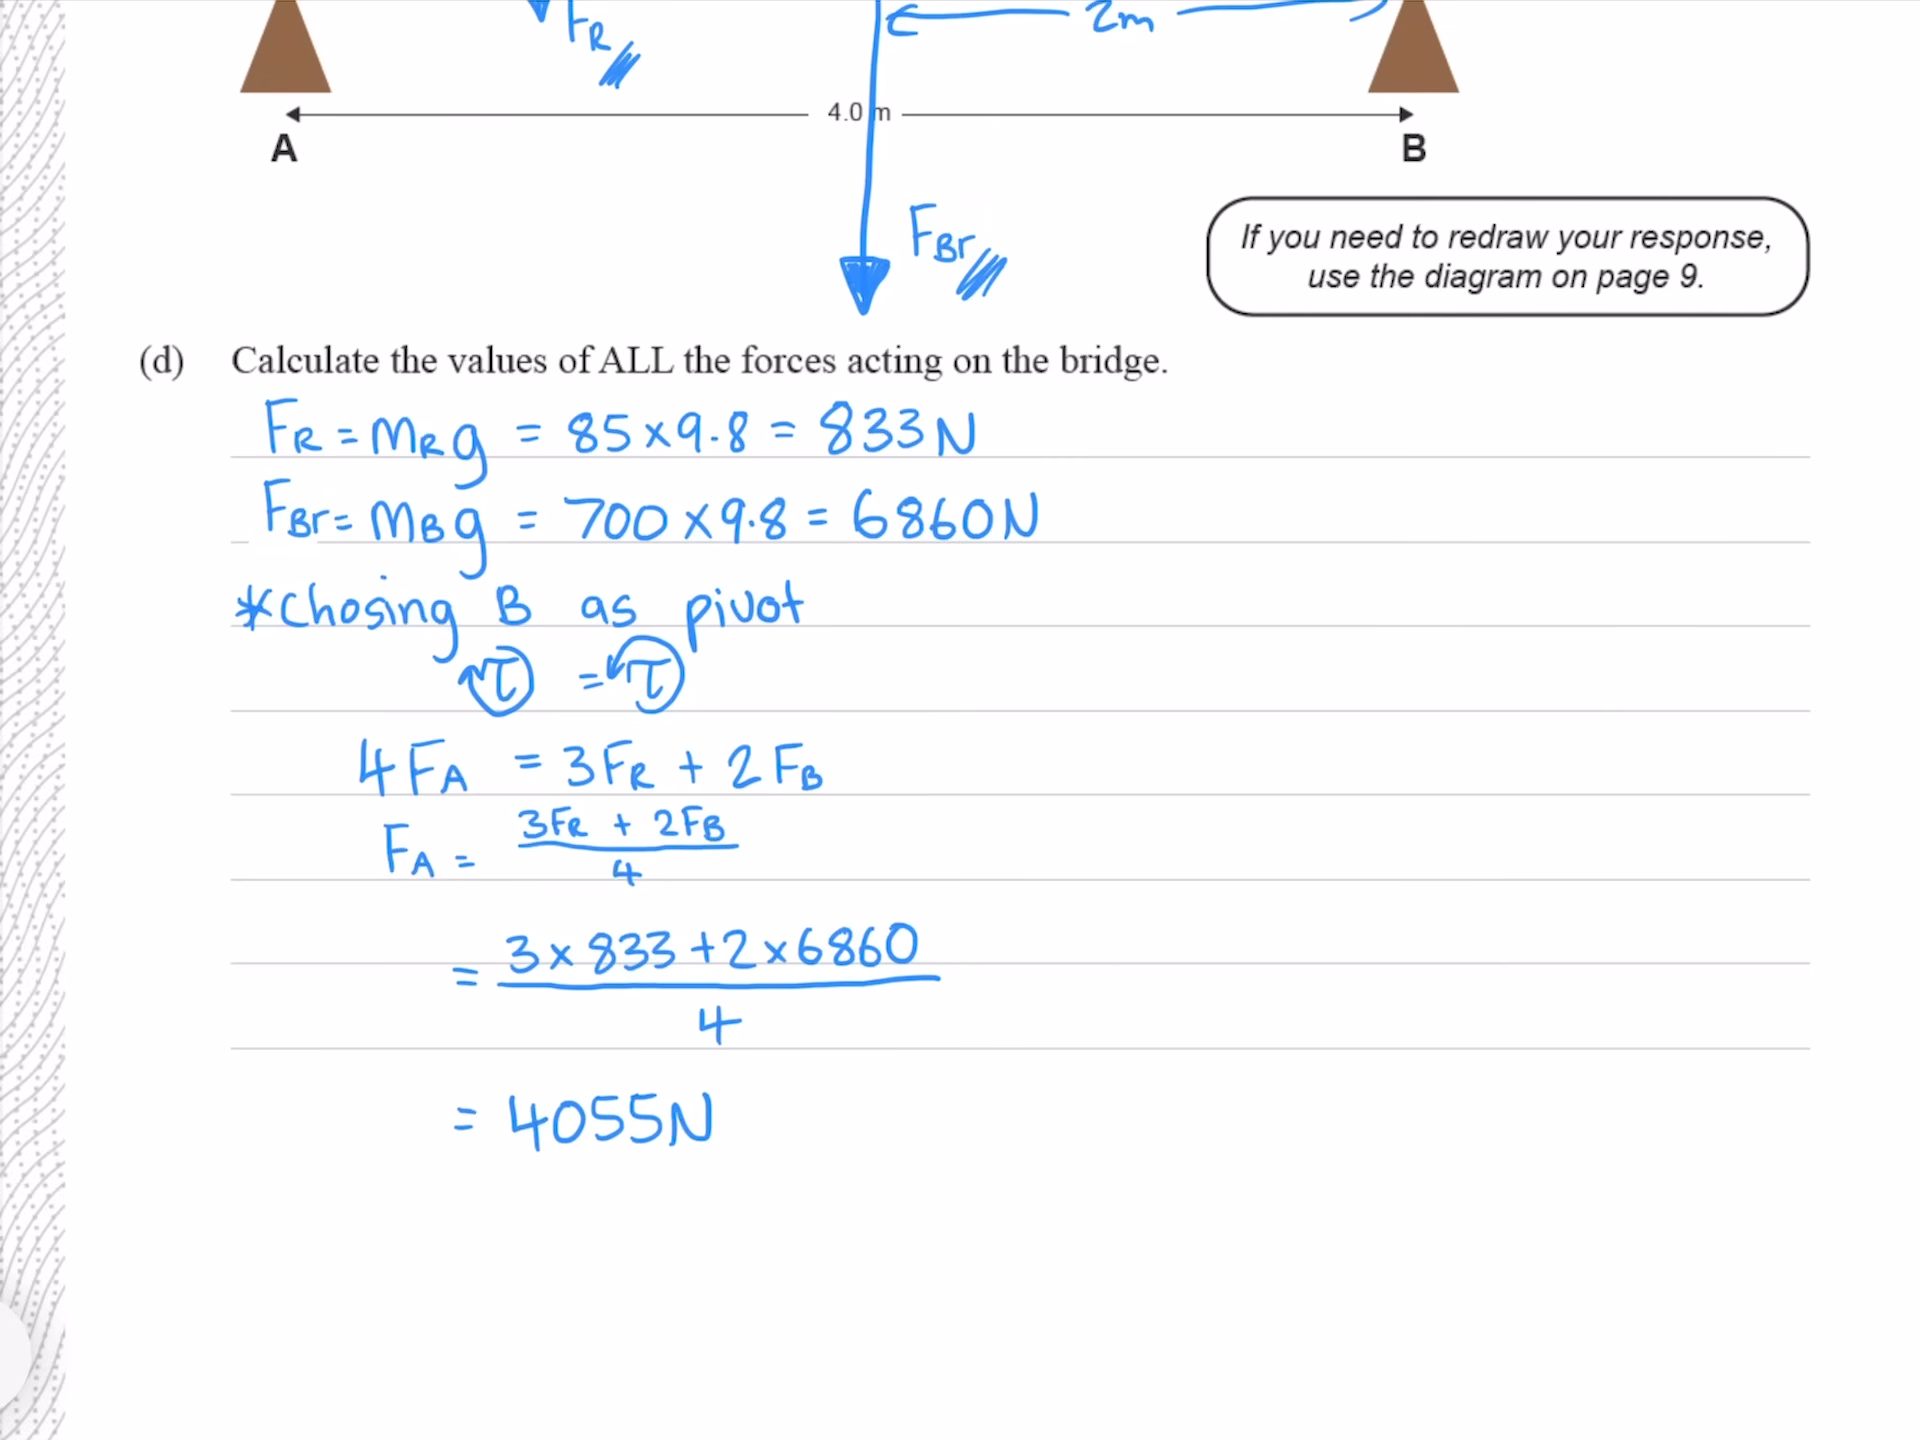 FR
2m
4.0 m
A
B
FBr
If you need to redraw your response,
use the diagram on page 9.
(d) Calculate the values of ALL the forces acting on the bridge.
FR = mRg = 85 × 9.8 = 833N
FBr = mBg = 700 × 9.8 = 6860N
*Chosing B as pivot
τ = τ
4FA = 3FR + 2FB
FA = 3FR + 2FB
4
= 3 × 833 + 2 × 6860
4
= 4055N